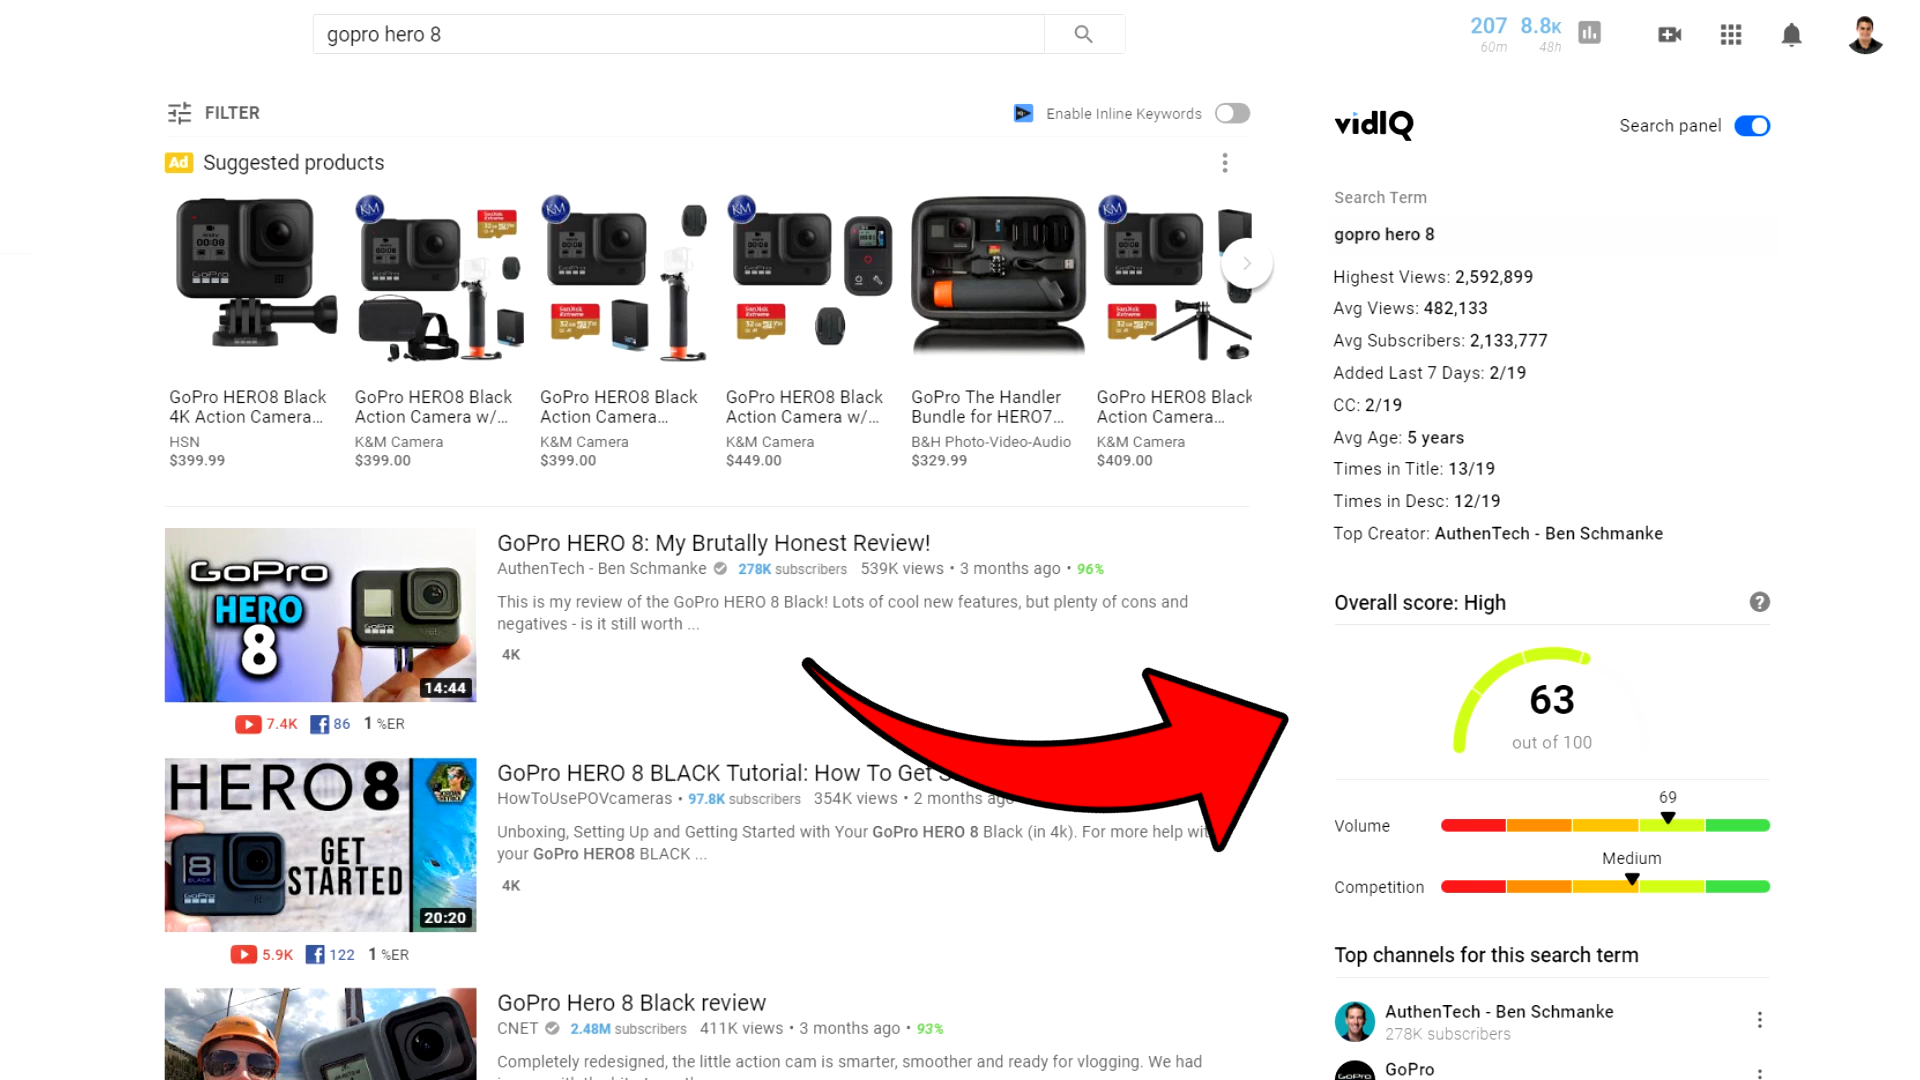 gopro hero 8
207 8.8K
60m 48h
FILTER
Enable Inline Keywords
Ad Suggested products
GoPro HERO8 Black
4K Action Camera...
HSN
$399.99
GoPro HERO8 Black
Action Camera w/...
K&M Camera
$399.00
GoPro HERO8 Black
Action Camera...
K&M Camera
$399.00
GoPro HERO8 Black
Action Camera w/...
K&M Camera
$449.00
GoPro The Handler
Bundle for HERO7...
B&H Photo-Video-Audio
$329.99
GoPro HERO8 Black
Action Camera...
K&M Camera
$409.00
GoPro
HERO
8
14:44
7.4K 86 1 %ER
GoPro HERO 8: My Brutally Honest Review!
AuthenTech - Ben Schmanke 278K subscribers 539K views • 3 months ago • 96%
This is my review of the GoPro HERO 8 Black! Lots of cool new features, but plenty of cons and
negatives - is it still worth ...
4K
HERO8
GET
STARTED
20:20
5.9K 122 1 %ER
GoPro HERO 8 BLACK Tutorial: How To Get
HowToUsePOVcameras • 97.8K subscribers 354K views • 2 months ago
Unboxing, Setting Up and Getting Started with Your GoPro HERO 8 Black (in 4k). For more help
your GoPro HERO8 BLACK ...
4K
GoPro Hero 8 Black review
CNET 2.48M subscribers 411K views • 3 months ago • 93%
Completely redesigned, the little action cam is smarter, smoother and ready for vlogging. We had
vidIQ
Search panel
Search Term
gopro hero 8
Highest Views: 2,592,899
Avg Views: 482,133
Avg Subscribers: 2,133,777
Added Last 7 Days: 2/19
CC: 2/19
Avg Age: 5 years
Times in Title: 13/19
Times in Desc: 12/19
Top Creator: AuthenTech - Ben Schmanke
Overall score: High
63
out of 100
69
Volume
Medium
Competition
Top channels for this search term
AuthenTech - Ben Schmanke
278K subscribers
GoPro